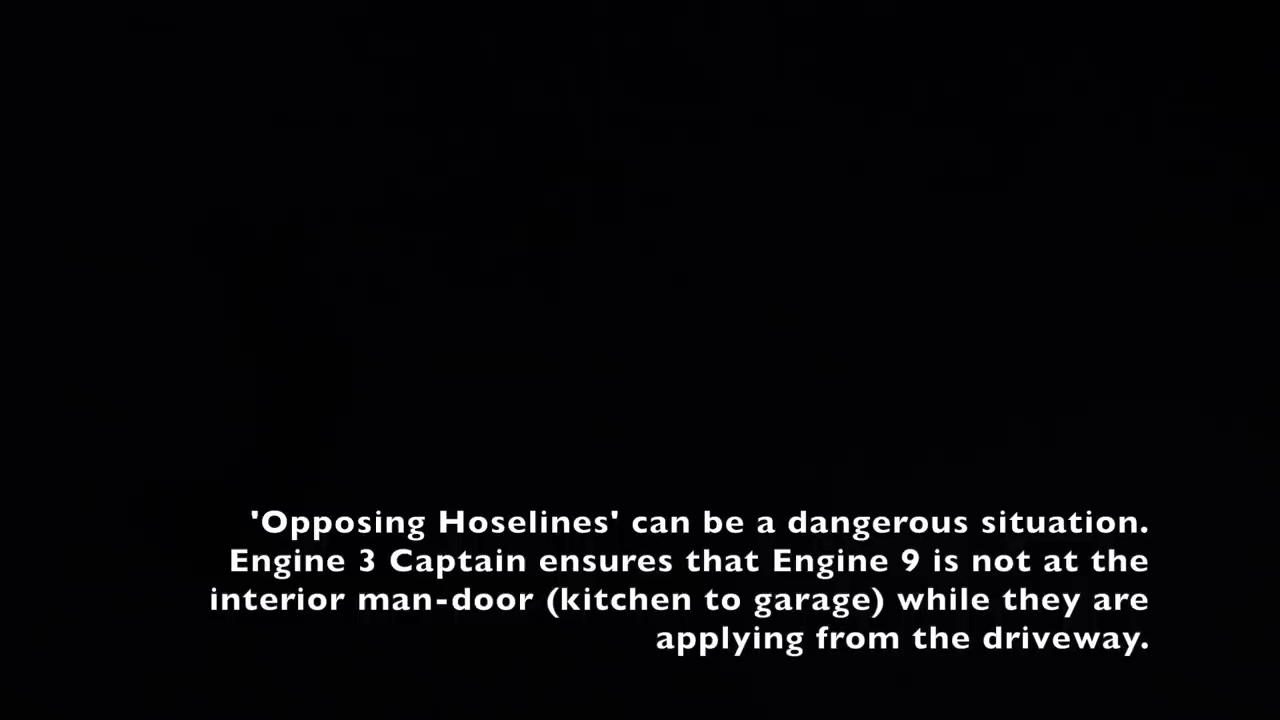 'Opposing Hoselines' can be a dangerous situation.
Engine 3 Captain ensures that Engine 9 is not at the
interior man-door (kitchen to garage) while they are
applying from the driveway.